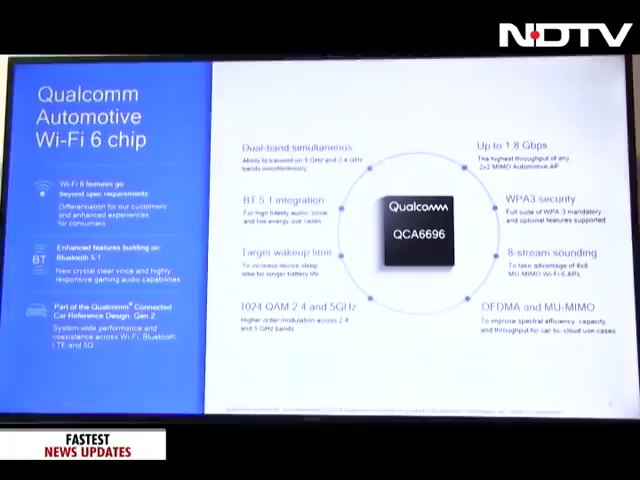 NDTV
Qualcomm
Automotive
Wi-Fi 6 chip
Wi-Fi 6 features go
beyond spec requirements
Differentiation for our customers
and enhanced experiences
for consumers
BT
Enhanced features building on
Bluetooth 5.1
New crystal clear voice and highly
responsive gaming audio capabilities
Part of the Qualcomm® Connected
Car Reference Design Gen 2
System-wide performance and
coexistence across Wi-Fi, Bluetooth,
LTE and 5G
Dual-band simultaneous
Ability to transmit on 5 GHz and 2.4 GHz
bands simultaneously
BT 5.1 integration
For high fidelity audio, voice
and low energy use cases
Target wakeup time
To increase device sleep
time for longer battery life
1024 QAM 2.4 and 5GHz
Higher order modulation across 2.4
and 5 GHz bands
Qualcomm
QCA6696
Up to 1.8 Gbps
The highest throughput of any
2x2 MIMO Automotive AP
WPA3 security
Full-suite of WPA3 mandatory
and optional features supported
8-stream sounding
To take advantage of 8x8
MU-MIMO Wi-Fi 6 APs
OFDMA and MU-MIMO
To improve spectral efficiency, capacity
and throughput for car to cloud use cases
FASTEST
NEWS UPDATES